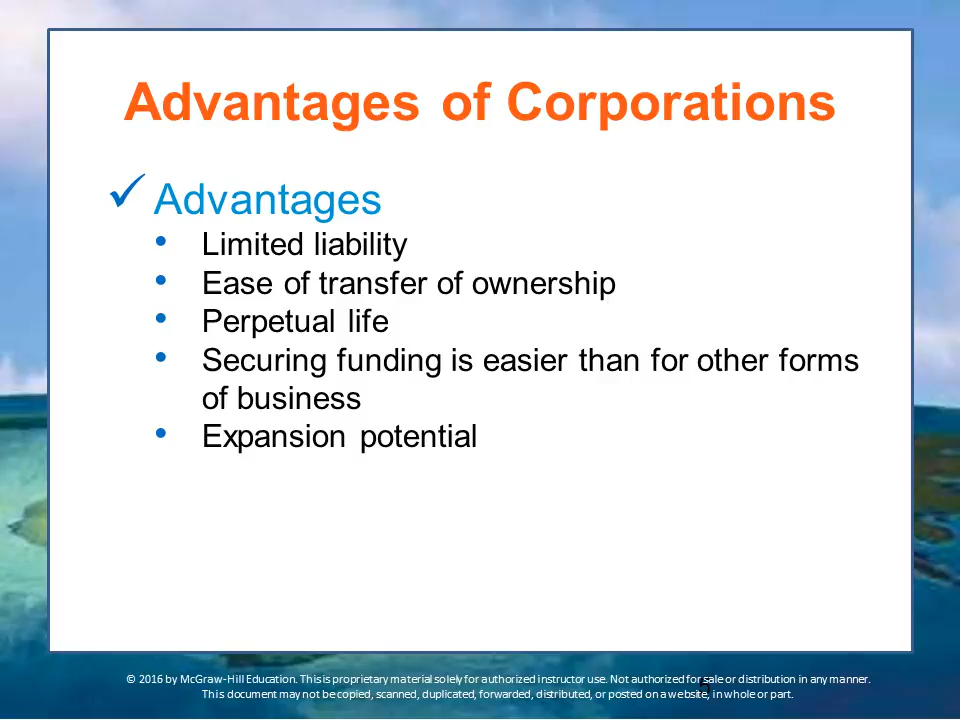 Advantages of Corporations
✓ Advantages
• Limited liability
• Ease of transfer of ownership
• Perpetual life
• Securing funding is easier than for other forms
of business
• Expansion potential
© 2016 by McGraw-Hill Education. This is proprietary material solely for authorized instructor use. Not authorized for sale or distribution in any manner.
This document may not be copied, scanned, duplicated, forwarded, distributed, or posted on a website, in whole or part.
5